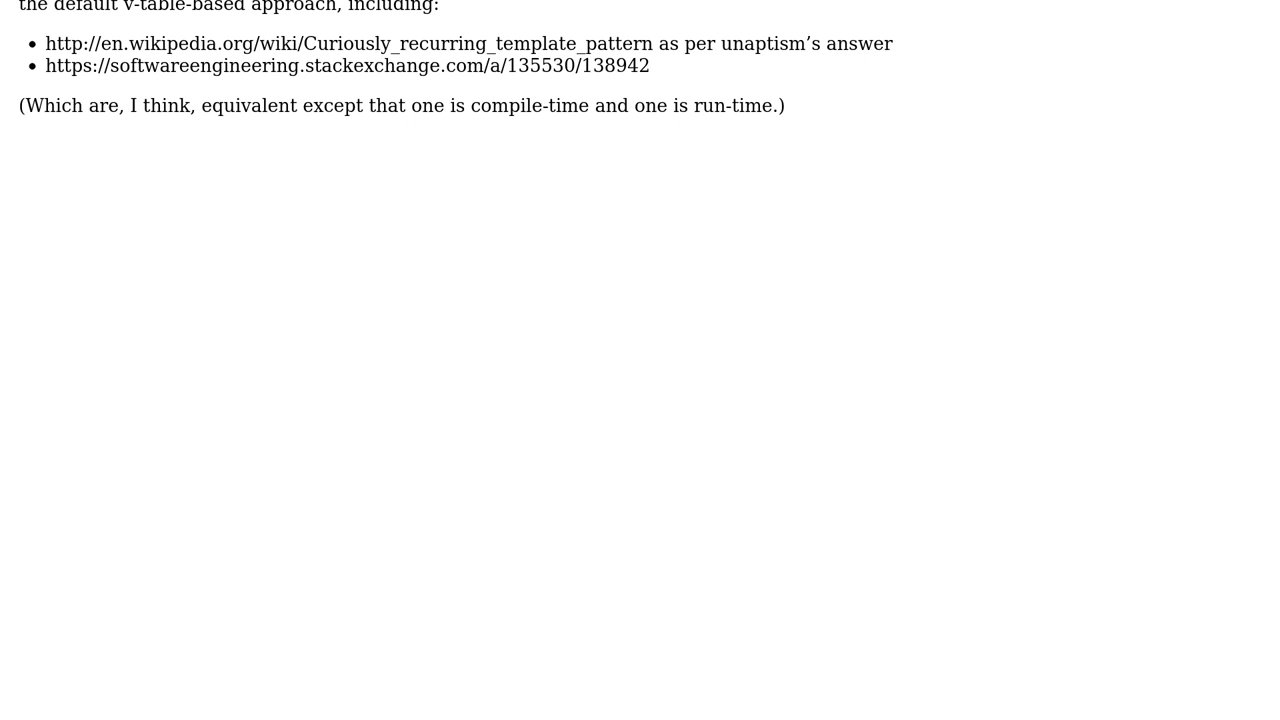 the default v-table-based approach, including:
• http://en.wikipedia.org/wiki/Curiously_recurring_template_pattern as per unaptism’s answer
• https://softwareengineering.stackexchange.com/a/135530/138942
(Which are, I think, equivalent except that one is compile-time and one is run-time.)